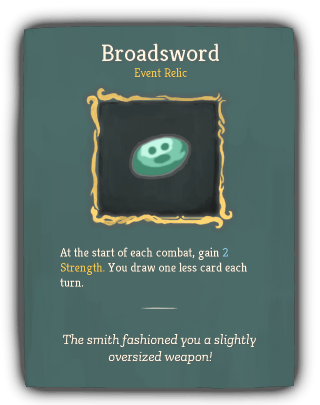 Broadsword
Event Relic
At the start of each combat, gain 2
Strength. You draw one less card each
turn.
The smith fashioned you a slightly
oversized weapon!